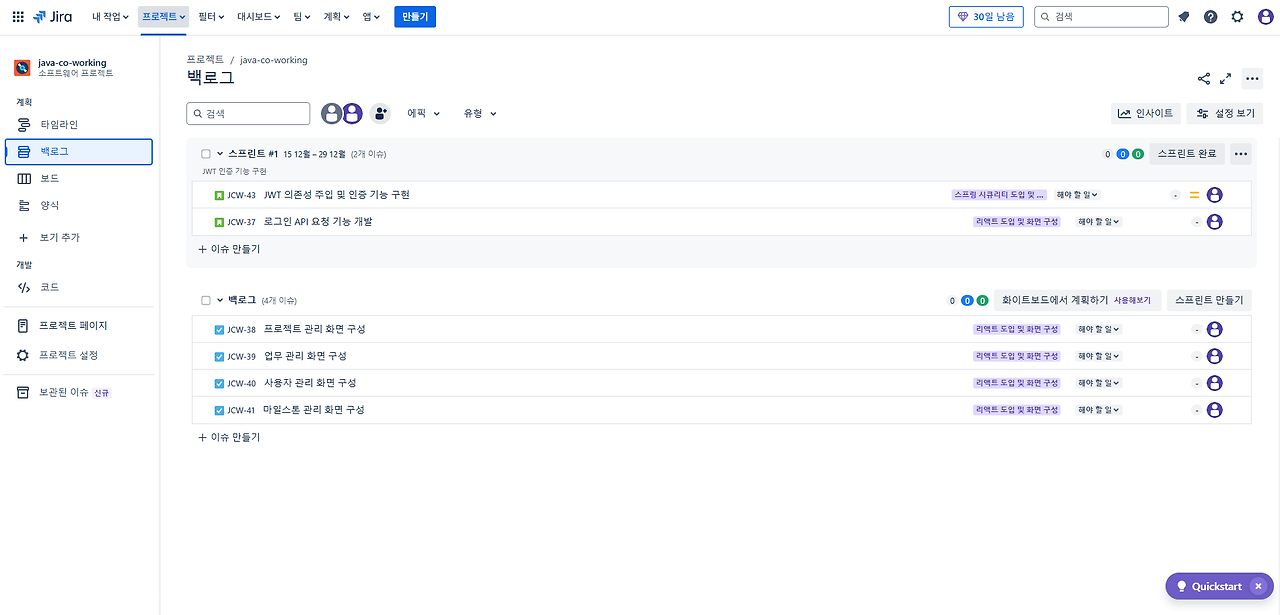 Jira 내 작업 프로젝트 필터 대시보드 팀 계획 앱 만들기 30일 남음 검색
java-co-working
소프트웨어 프로젝트
계획
타임라인
백로그
보드
양식
보기 추가
개발
코드
프로젝트 페이지
프로젝트 설정
보관된 이슈 신규
프로젝트 / java-co-working
백로그
검색 에픽 유형 인사이트 설정 보기
스프린트 #1 15 12월 – 29 12월 (2개 이슈) 0 0 0 스프린트 완료
JWT 인증 기능 구현
JCW-43 JWT 의존성 주입 및 인증 기능 구현 스프링 시큐리티 도입 및 ... 해야 할 일 -
JCW-37 로그인 API 요청 기능 개발 리액트 도입 및 화면 구성 해야 할 일 -
+ 이슈 만들기
백로그 (4개 이슈) 0 0 0 화이트보드에서 계획하기 사용해보기 스프린트 만들기
JCW-38 프로젝트 관리 화면 구성 리액트 도입 및 화면 구성 해야 할 일 -
JCW-39 업무 관리 화면 구성 리액트 도입 및 화면 구성 해야 할 일 -
JCW-40 사용자 관리 화면 구성 리액트 도입 및 화면 구성 해야 할 일 -
JCW-41 마일스톤 관리 화면 구성 리액트 도입 및 화면 구성 해야 할 일 -
+ 이슈 만들기
Quickstart